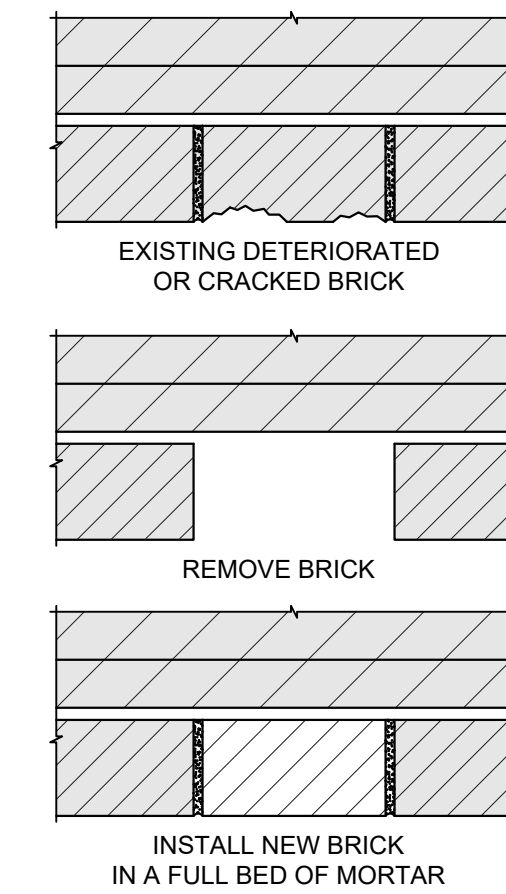 EXISTING DETERIORATED
OR CRACKED BRICK
REMOVE BRICK
INSTALL NEW BRICK
IN A FULL BED OF MORTAR